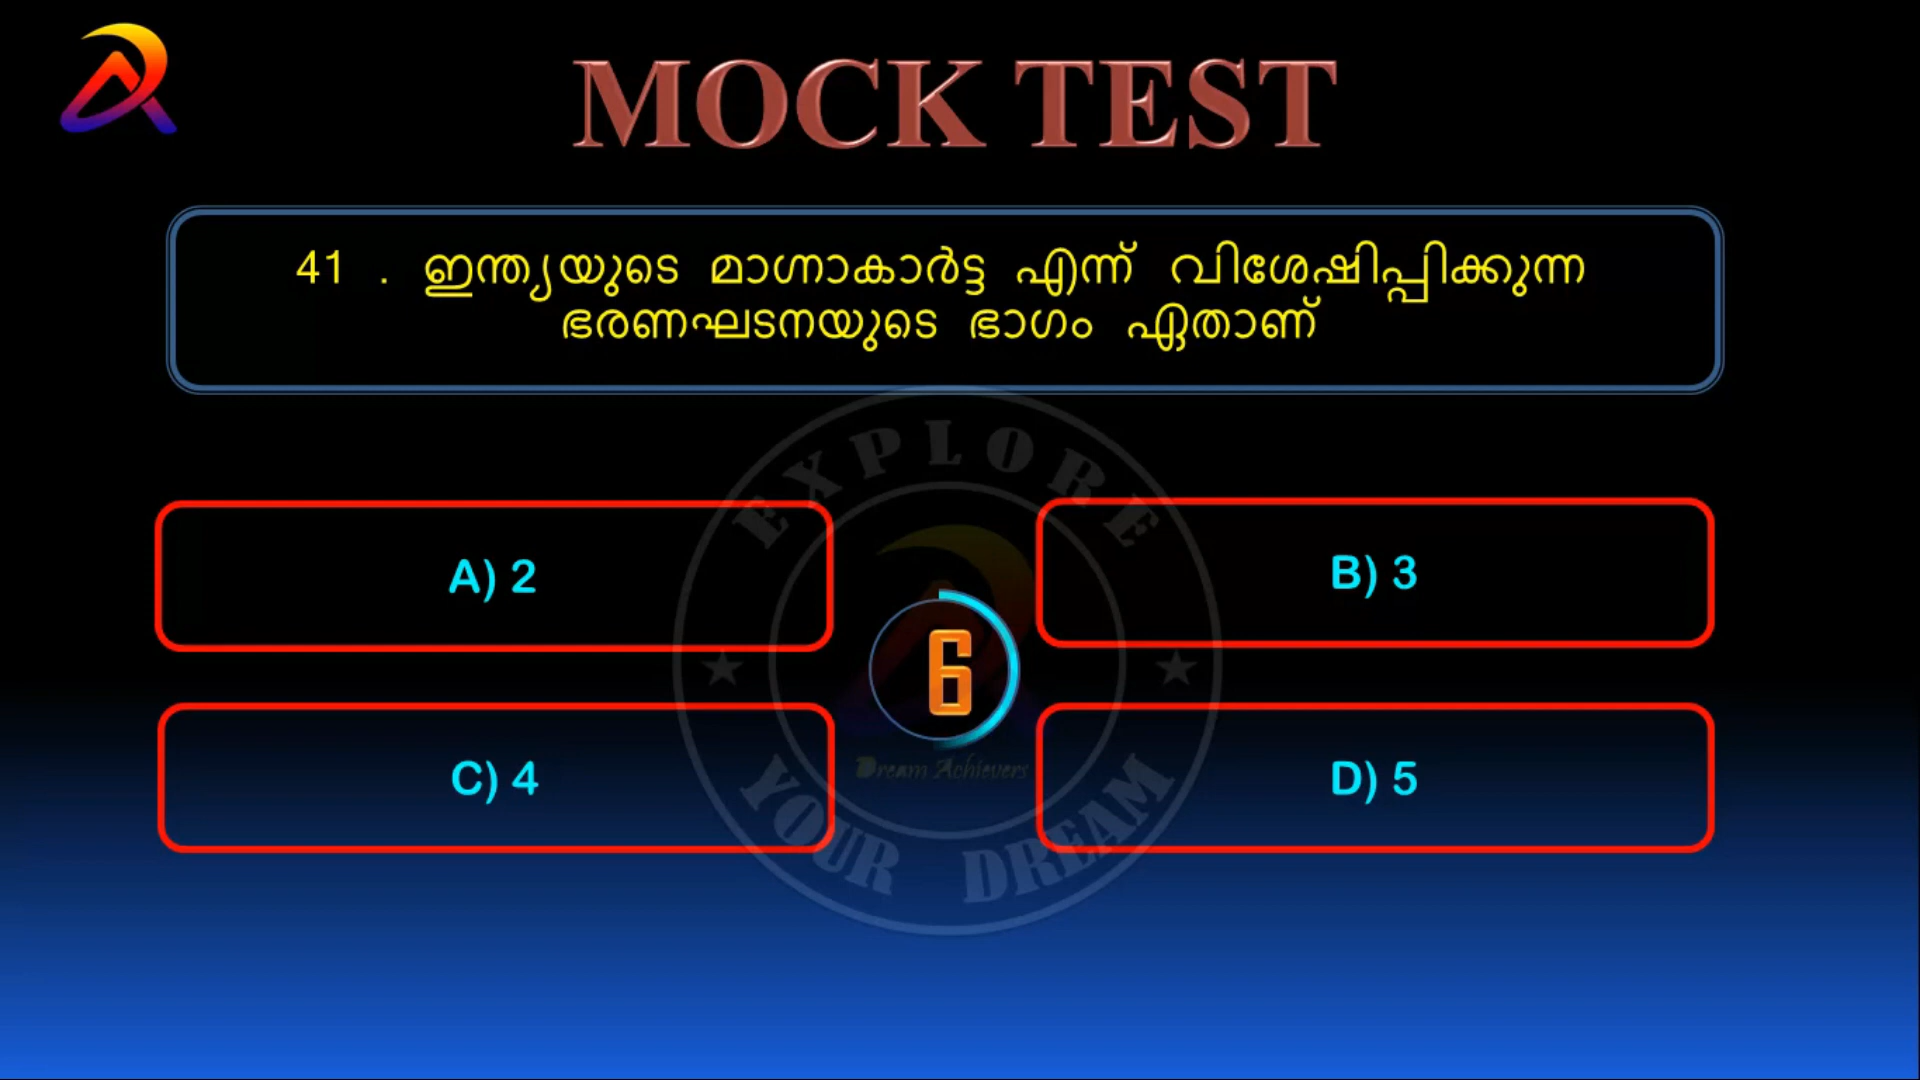 MOCK TEST
41 . ഇന്ത്യയുടെ മാഗ്നാകാർട്ട എന്ന് വിശേഷിപ്പിക്കുന്ന
ഭരണഘടനയുടെ ഭാഗം ഏതാണ്
EXPLORE
A) 2
B) 3
6
C) 4
D) 5
Dream Achievers
YOUR DREAM